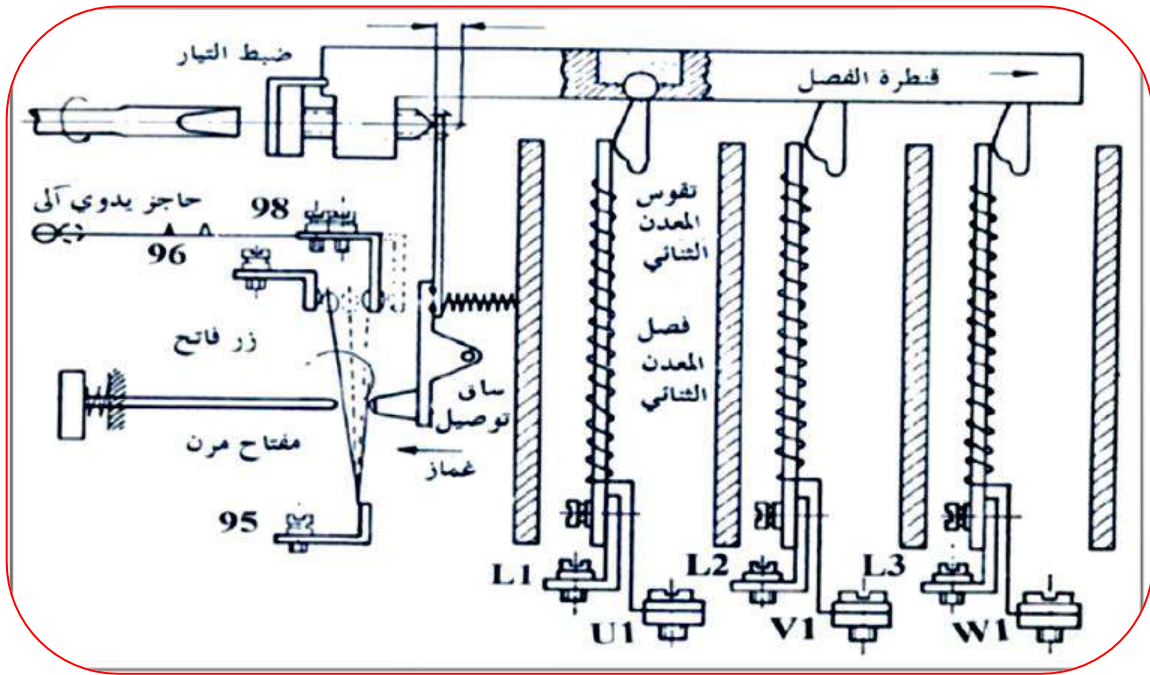 ضبط التيار
قنطرة الفصل
حاجز يدوي آلى
98
96
تقوس
المعدن
الثنائي
زر فاتح
فصل
المعدن
الثنائي
ساق
توصيل
مفتاح مرن
غماز
95
L1
L2
L3
U1
V1
W1